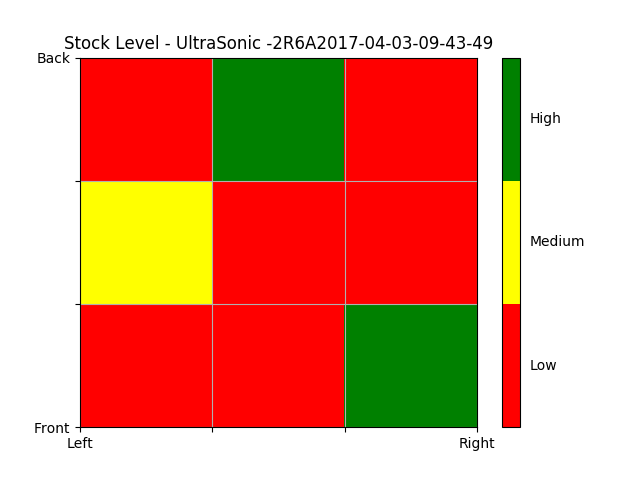 Stock Level - UltraSonic -2R6A2017-04-03-09-43-49
Back
High
Medium
Low
Front
Left
Right